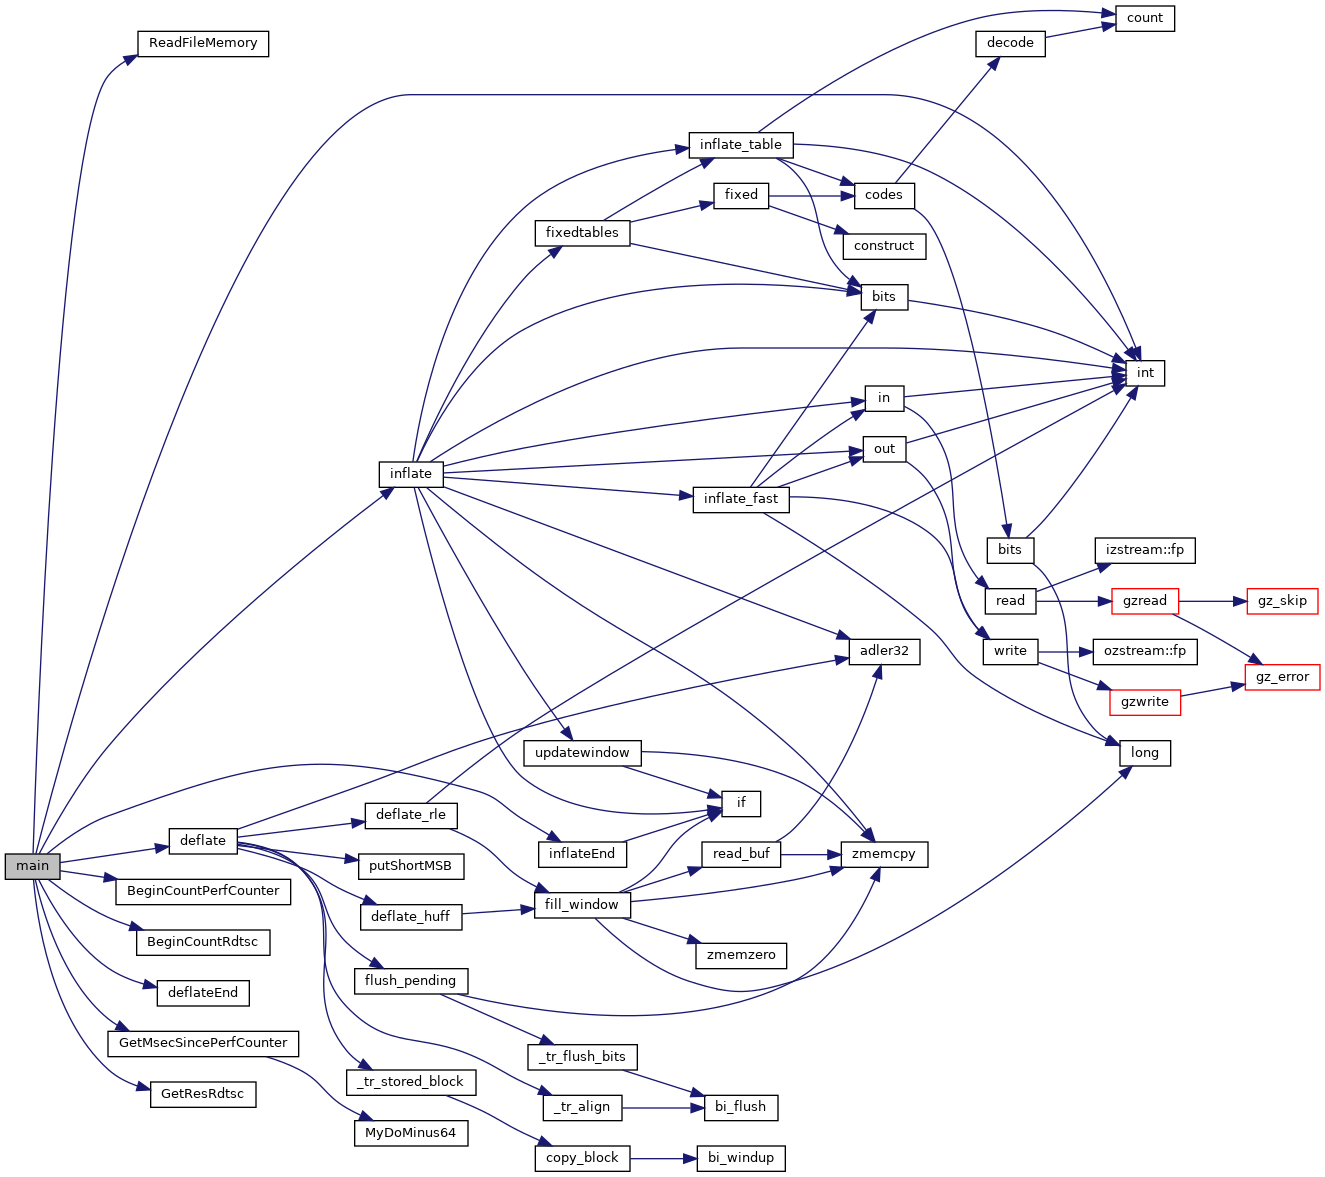 count
ReadFileMemory
decode
inflate_table
fixed
codes
fixedtables
construct
bits
int
in
out
inflate
inflate_fast
bits
izstream::fp
read
gzread
gz_skip
adler32
write
ozstream::fp
gz_error
gzwrite
updatewindow
long
if
deflate_rle
deflate
inflateEnd
read_buf
zmemcpy
main
putShortMSB
BeginCountPerfCounter
fill_window
deflate_huff
BeginCountRdtsc
zmemzero
flush_pending
deflateEnd
GetMsecSincePerfCounter
_tr_flush_bits
_tr_stored_block
GetResRdtsc
_tr_align
bi_flush
MyDoMinus64
copy_block
bi_windup